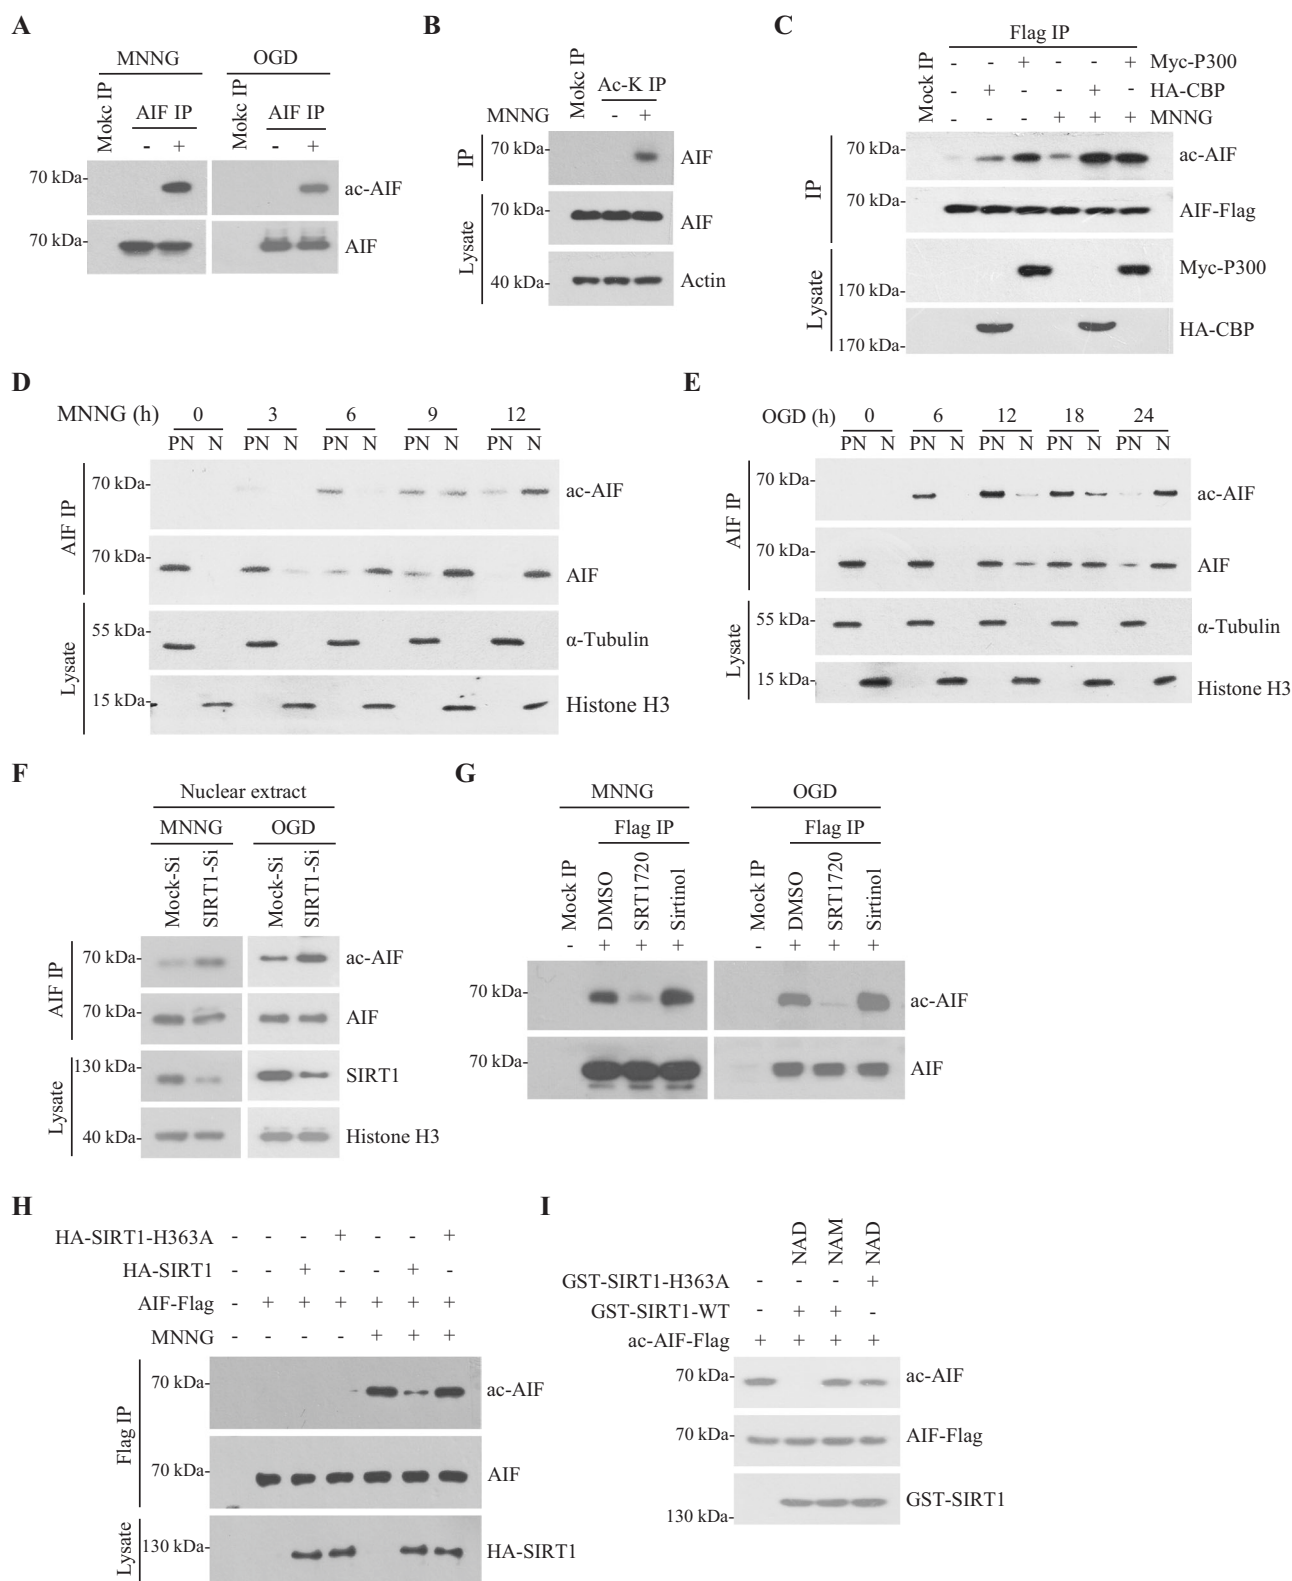 A
MNNG
OGD
Mokc IP
AIF IP
Mokc IP
AIF IP
- + - +
70 kDa-
ac-AIF
70 kDa-
AIF
B
Mokc IP
Ac-K IP
MNNG - +
IP
70 kDa-
AIF
Lysate
70 kDa-
AIF
40 kDa-
Actin
C
Flag IP
Mock IP
- - + - - + Myc-P300
- + - - + - HA-CBP
- - - + + + MNNG
IP
70 kDa-
ac-AIF
70 kDa-
AIF-Flag
Lysate
170 kDa-
Myc-P300
170 kDa-
HA-CBP
D
MNNG (h) 0 3 6 9 12
PN N PN N PN N PN N PN N
AIF IP
70 kDa-
ac-AIF
70 kDa-
AIF
Lysate
55 kDa-
α-Tubulin
15 kDa-
Histone H3
E
OGD (h) 0 6 12 18 24
PN N PN N PN N PN N PN N
AIF IP
70 kDa-
ac-AIF
70 kDa-
AIF
Lysate
55 kDa-
α-Tubulin
15 kDa-
Histone H3
F
Nuclear extract
MNNG
OGD
Mock-Si
SIRT1-Si
Mock-Si
SIRT1-Si
AIF IP
70 kDa-
ac-AIF
70 kDa-
AIF
Lysate
130 kDa-
SIRT1
40 kDa-
Histone H3
G
MNNG
OGD
Flag IP
Flag IP
Mock IP
DMSO
SRT1720
Sirtinol
Mock IP
DMSO
SRT1720
Sirtinol
- + + + - + + +
70 kDa-
ac-AIF
70 kDa-
AIF
H
HA-SIRT1-H363A - - - + - - +
HA-SIRT1 - - + - - + -
AIF-Flag - + + + + + +
MNNG - - - - + + +
Flag IP
70 kDa-
ac-AIF
70 kDa-
AIF
Lysate
130 kDa-
HA-SIRT1
I
NAD
NAM
NAD
GST-SIRT1-H363A - - - +
GST-SIRT1-WT - + + -
ac-AIF-Flag + + + +
70 kDa-
ac-AIF
70 kDa-
AIF-Flag
130 kDa-
GST-SIRT1